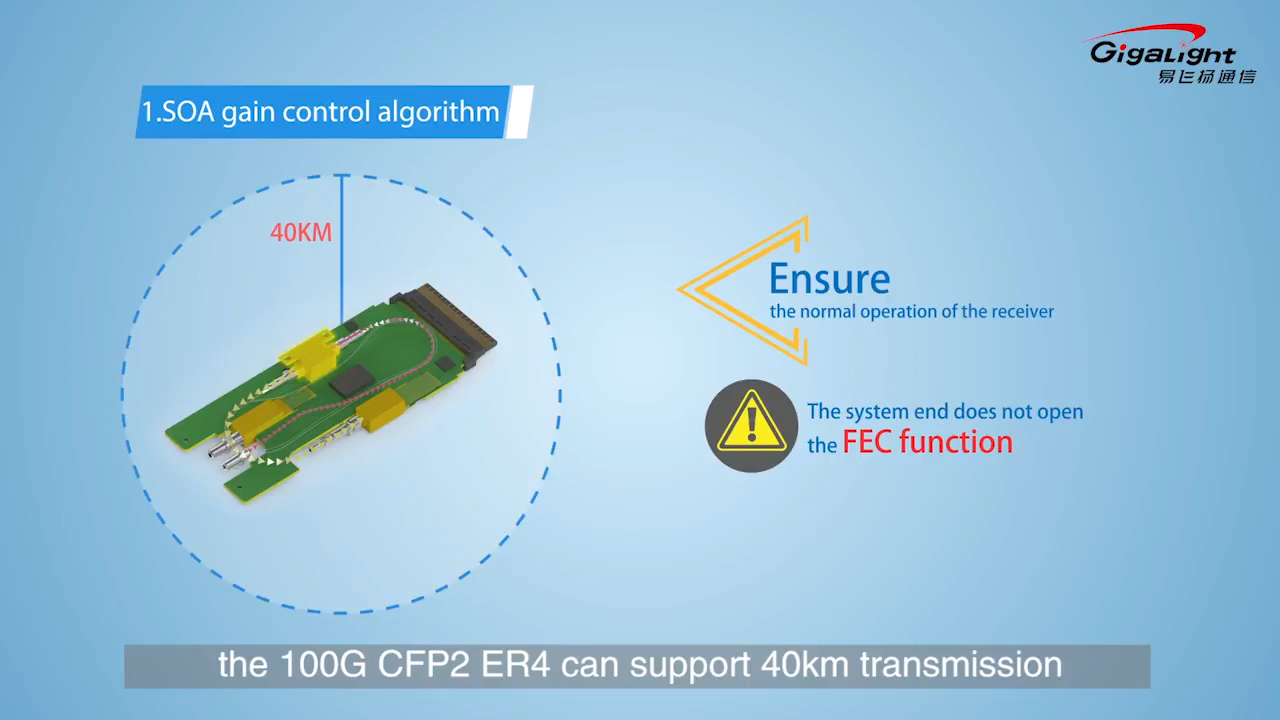 GigaLight
易飞扬通信
1.SOA gain control algorithm
40KM
Ensure
the normal operation of the receiver
The system end does not open
the FEC function
the 100G CFP2 ER4 can support 40km transmission